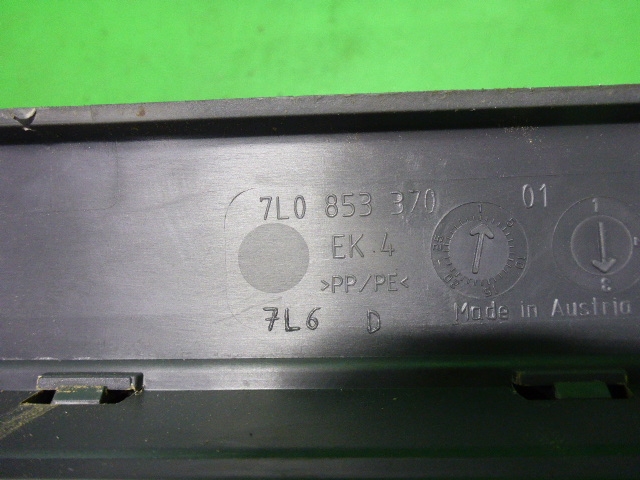 7L0 853 370 01
EK 4
>PP/PE<
7L6 D
Made in Austria